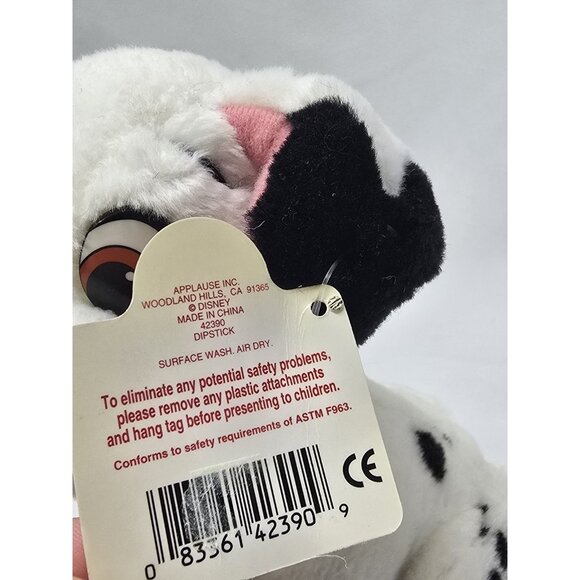 APPLAUSE INC.
WOODLAND HILLS, CA 91365
© DISNEY
MADE IN CHINA
42390
DIPSTICK
SURFACE WASH. AIR DRY.
To eliminate any potential safety problems,
please remove any plastic attachments
and hang tag before presenting to children.
Conforms to safety requirements of ASTM F963.
CE
0 83361 42390 9